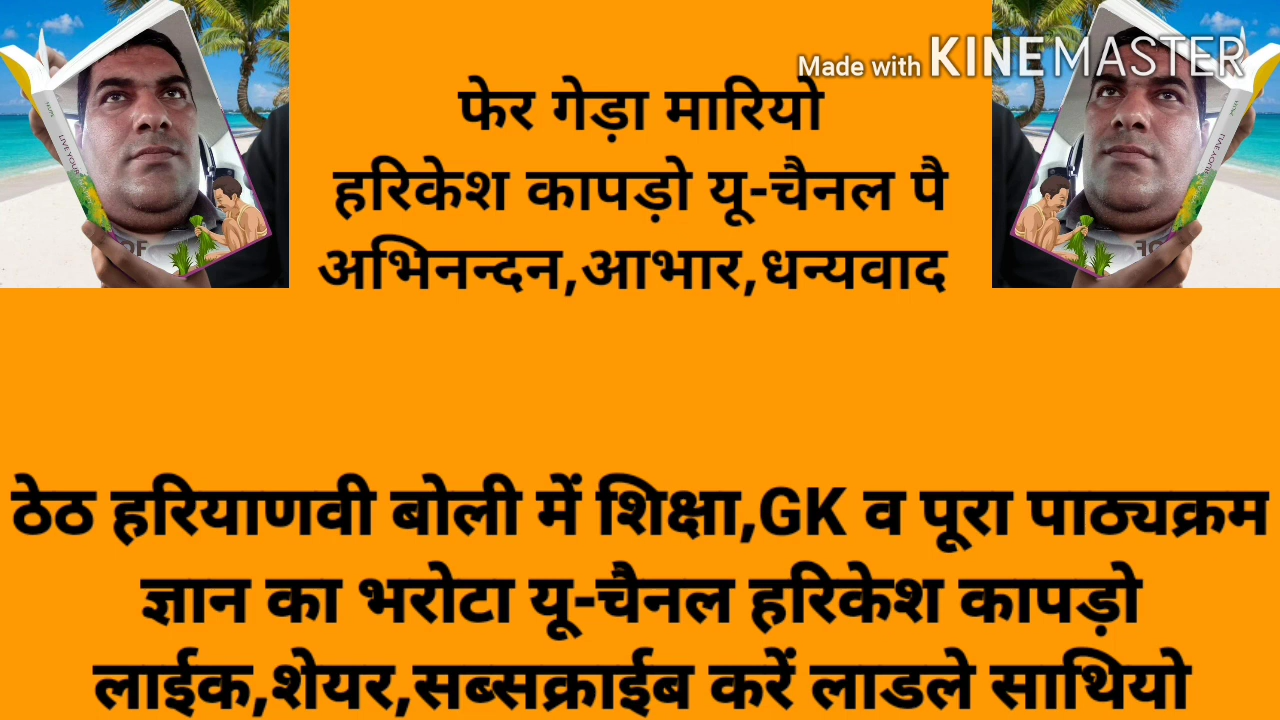 Made with KINEMASTER
फेर गेड़ा मारियो
हरिकेश कापड़ो यू-चैनल पै
अभिनन्दन,आभार,धन्यवाद
ठेठ हरियाणवी बोली में शिक्षा,GK व पूरा पाठ्यक्रम
ज्ञान का भरोटा यू-चैनल हरिकेश कापड़ो
लाईक,शेयर,सब्सक्राईब करें लाडले साथियो